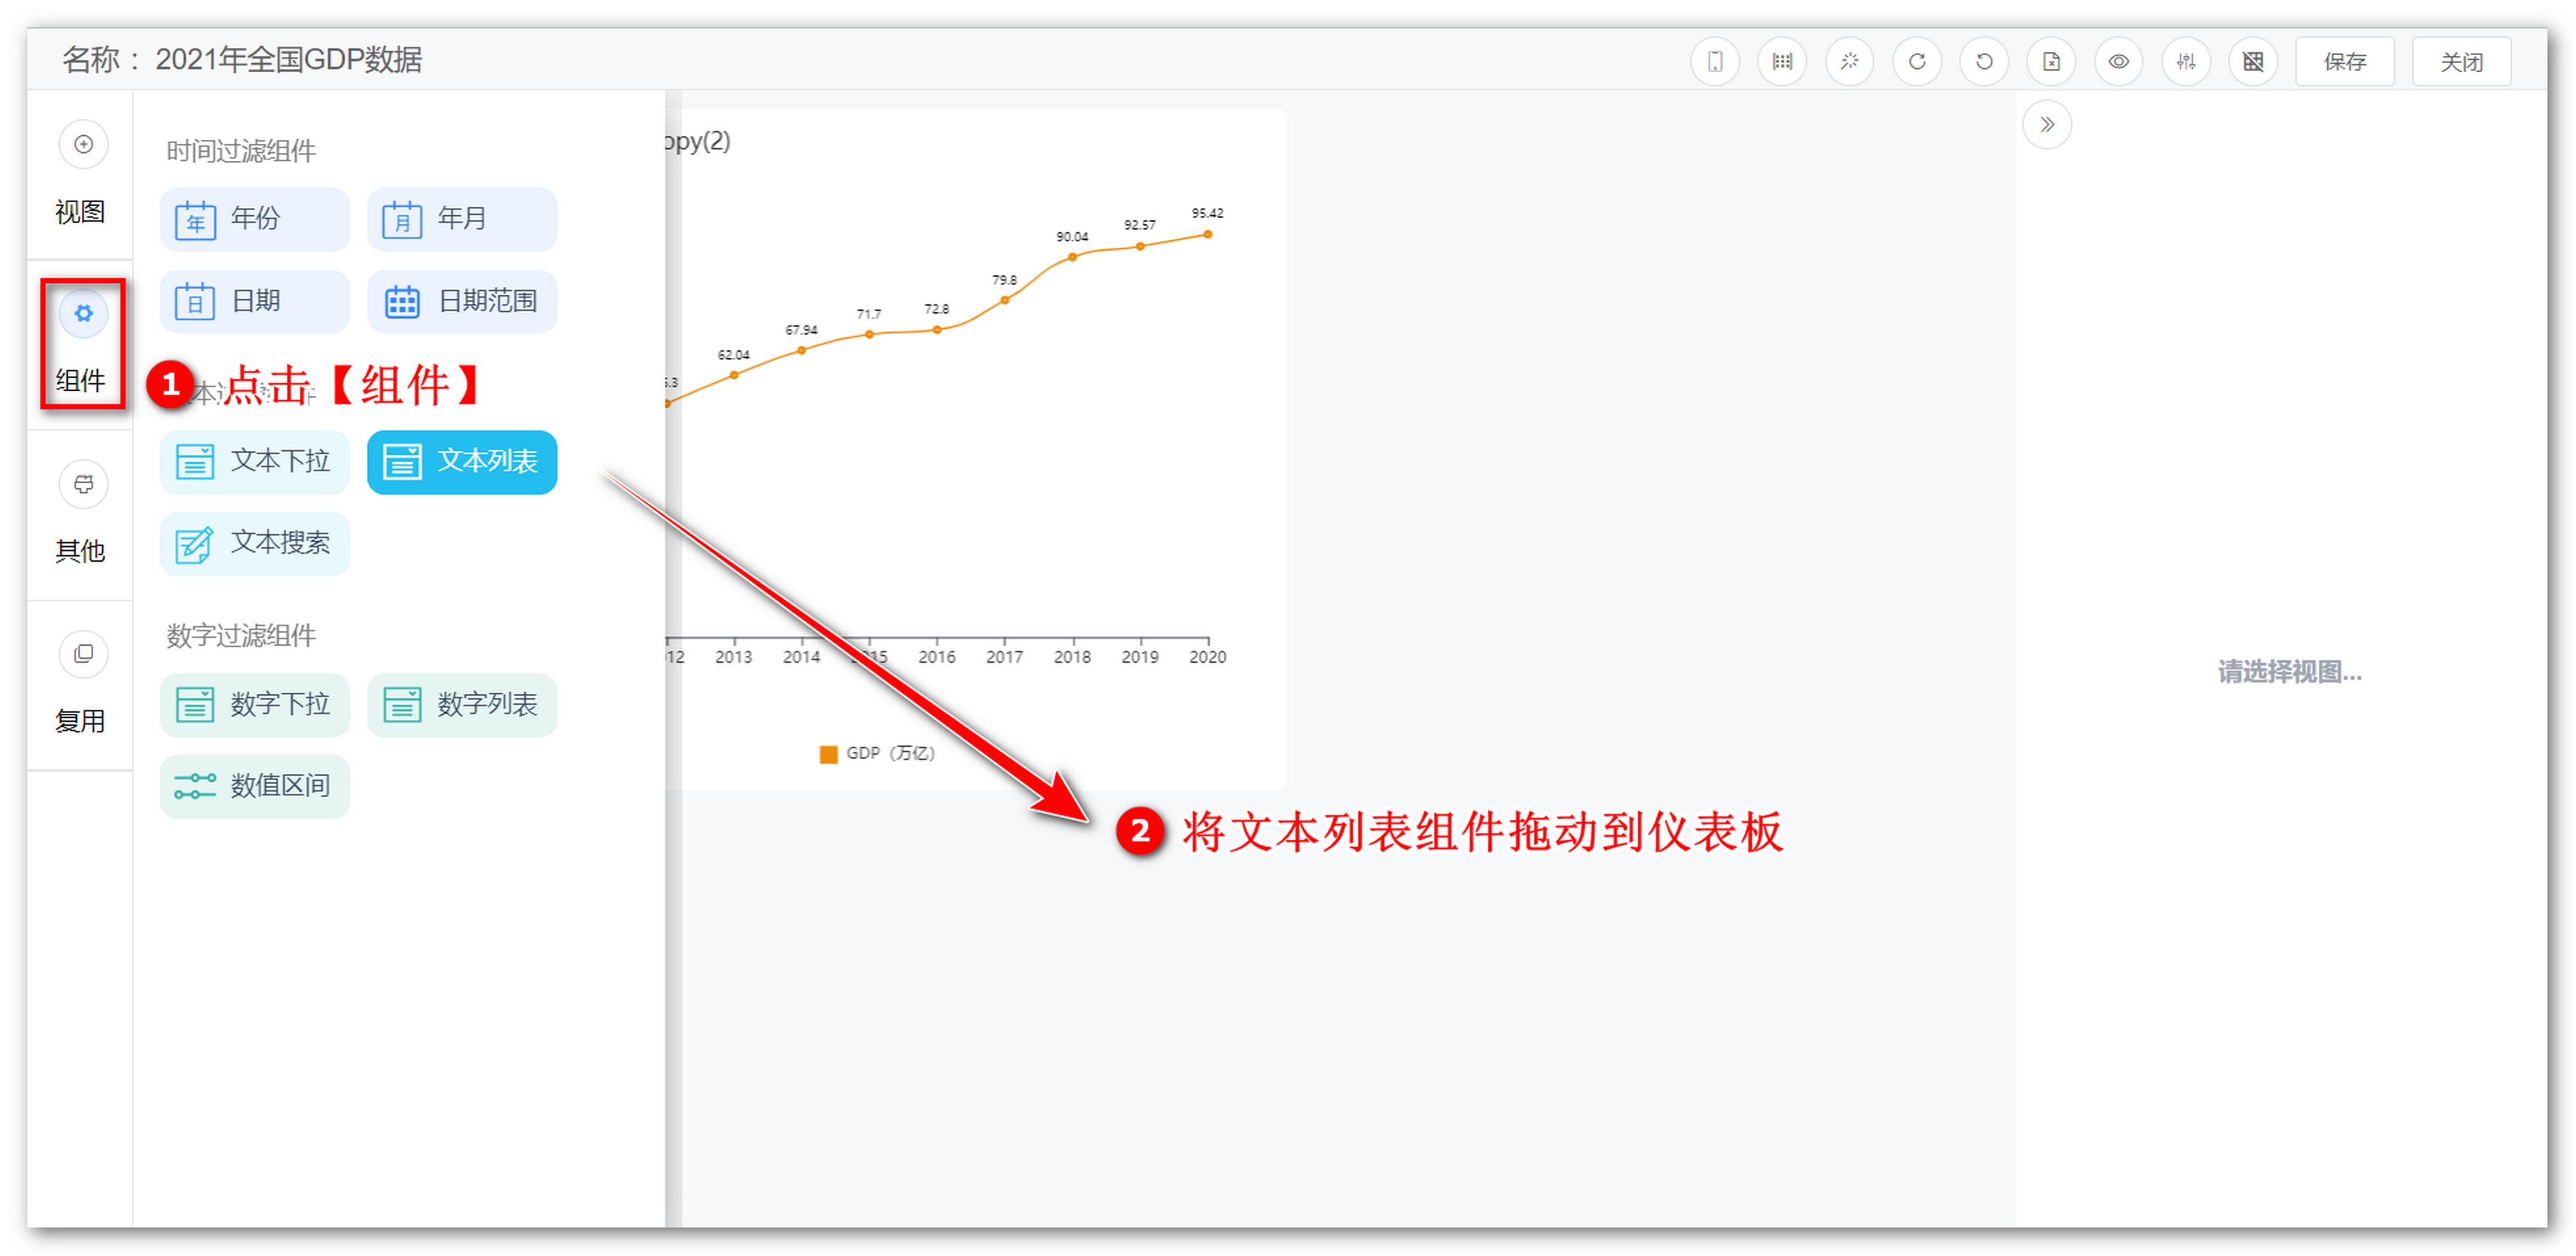 名称： 2021年全国GDP数据
保存
关闭
视图
组件
其他
复用
时间过滤组件
年 年份
月 年月
日 日期
日期范围
1 点击【组件】
文本下拉
文本列表
文本搜索
数字过滤组件
数字下拉
数字列表
数值区间
opy(2)
5.3
62.04
67.94
71.7
72.8
79.8
90.04
92.57
95.42
12 2013 2014 2015 2016 2017 2018 2019 2020
GDP（万亿）
2 将文本列表组件拖动到仪表板
请选择视图...